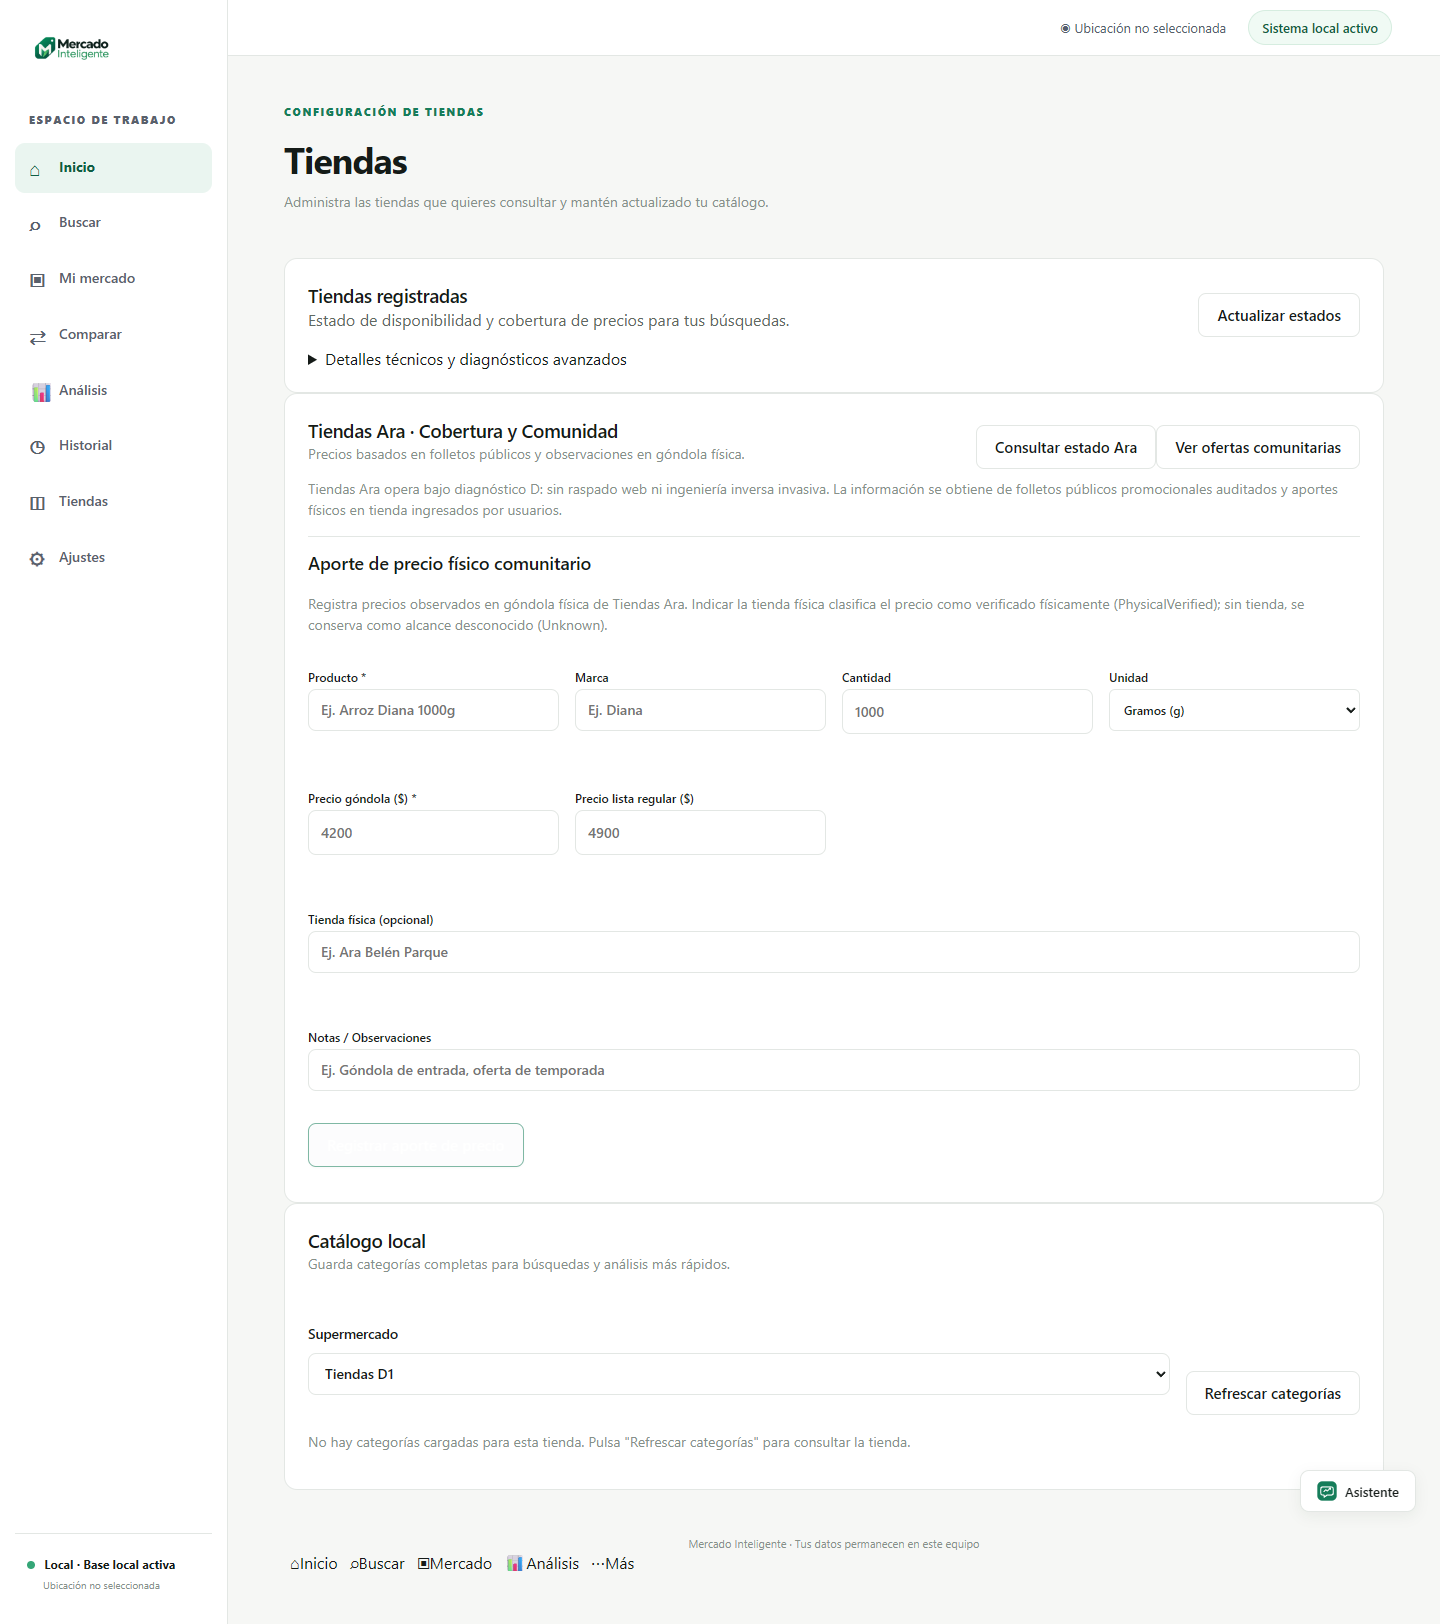 Mercado
Inteligente
Ubicación no seleccionada
Sistema local activo
ESPACIO DE TRABAJO
Inicio
Buscar
Mi mercado
Comparar
Análisis
Historial
Tiendas
Ajustes
CONFIGURACIÓN DE TIENDAS
Tiendas
Administra las tiendas que quieres consultar y mantén actualizado tu catálogo.
Tiendas registradas
Estado de disponibilidad y cobertura de precios para tus búsquedas.
Actualizar estados
Detalles técnicos y diagnósticos avanzados
Tiendas Ara · Cobertura y Comunidad
Precios basados en folletos públicos y observaciones en góndola física.
Consultar estado Ara
Ver ofertas comunitarias
Tiendas Ara opera bajo diagnóstico D: sin raspado web ni ingeniería inversa invasiva. La información se obtiene de folletos públicos promocionales auditados y aportes
físicos en tienda ingresados por usuarios.
Aporte de precio físico comunitario
Registra precios observados en góndola física de Tiendas Ara. Indicar la tienda física clasifica el precio como verificado físicamente (PhysicalVerified); sin tienda, se
conserva como alcance desconocido (Unknown).
Producto *
Marca
Cantidad
Unidad
Ej. Arroz Diana 1000g
Ej. Diana
1000
Gramos (g)
Precio góndola ($) *
Precio lista regular ($)
4200
4900
Tienda física (opcional)
Ej. Ara Belén Parque
Notas / Observaciones
Ej. Góndola de entrada, oferta de temporada
Catálogo local
Guarda categorías completas para búsquedas y análisis más rápidos.
Supermercado
Tiendas D1
Refrescar categorías
No hay categorías cargadas para esta tienda. Pulsa "Refrescar categorías" para consultar la tienda.
Asistente
Mercado Inteligente · Tus datos permanecen en este equipo
Inicio
Buscar
Mercado
Análisis
···Más
Local · Base local activa
Ubicación no seleccionada